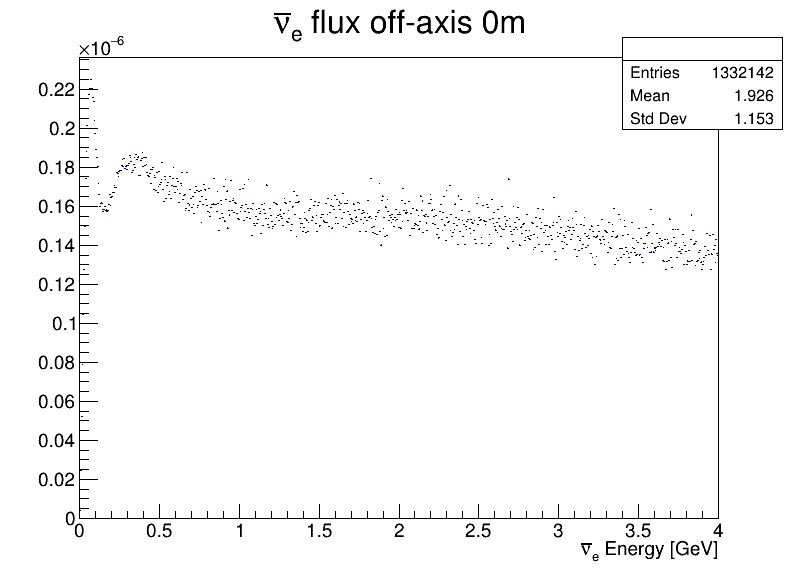 ν̅e flux off-axis 0m
×10−6
Entries 1332142
Mean 1.926
Std Dev 1.153
0.22
0.2
0.18
0.16
0.14
0.12
0.1
0.08
0.06
0.04
0.02
0
0 0.5 1 1.5 2 2.5 3 3.5 4
ν̅e Energy [GeV]